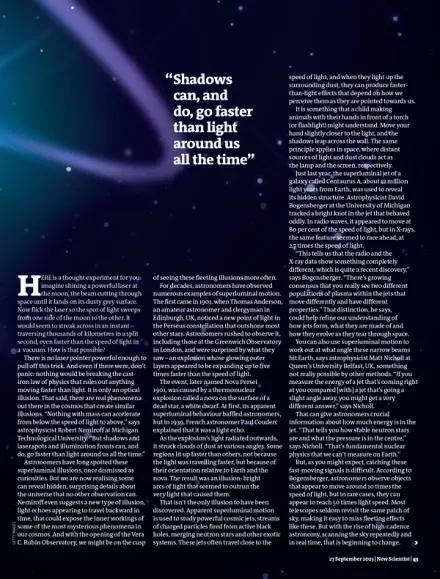 “Shadows
can, and
do, go faster
than light
around us
all the time”
HERE is a thought experiment for you:
imagine shining a powerful laser at
the moon, the beam cutting through
space until it lands on its dusty grey surface.
Now flick the laser so the spot of light sweeps
from one side of the moon to the other. It
would seem to streak across in an instant –
traversing thousands of kilometres in a split
second, even faster than the speed of light in
a vacuum. How is that possible?
There is no laser pointer powerful enough to
pull off this trick. And even if there were, don't
panic: nothing would be breaking the cast-
iron law of physics that rules out anything
moving faster than light. It is only an optical
illusion. That said, there are real phenomena
out there in the cosmos that create similar
illusions. “Nothing with mass can accelerate
from below the speed of light to above,” says
astrophysicist Robert Nemiroff at Michigan
Technological University. “But shadows and
laser spots and illumination fronts can, and
do, go faster than light around us all the time.”
Astronomers have long spotted these
superluminal illusions, once dismissed as
curiosities. But we are now realising some
can reveal hidden, surprising details about
the universe that no other observation can.
Nemiroff even suggests a new type of illusion,
light echoes appearing to travel backward in
time, that could expose the inner workings of
some of the most mysterious phenomena in
our cosmos. And with the opening of the Vera
C. Rubin Observatory, we might be on the cusp
of seeing these fleeting illusions more often.
For decades, astronomers have observed
numerous examples of superluminal motion.
The first came in 1901, when Thomas Anderson,
an amateur astronomer and clergyman in
Edinburgh, UK, noticed a new point of light in
the Perseus constellation that outshone most
other stars. Astronomers rushed to observe it,
including those at the Greenwich Observatory
in London, and were surprised by what they
saw – an explosion whose glowing outer
layers appeared to be expanding up to five
times faster than the speed of light.
The event, later named Nova Persei
1901, was caused by a thermonuclear
explosion called a nova on the surface of a
dead star, a white dwarf. At first, its apparent
superluminal behaviour baffled astronomers,
but in 1939, French astronomer Paul Couderc
explained that it was a light echo.
As the explosion's light radiated outwards,
it struck clouds of dust at various angles. Some
regions lit up faster than others, not because
the light was travelling faster, but because of
their orientation relative to Earth and the
nova. The result was an illusion: bright
arcs of light that seemed to outrun the
very light that caused them.
That isn't the only illusion to have been
discovered. Apparent superluminal motion
is used to study powerful cosmic jets, streams
of charged particles fired from active black
holes, merging neutron stars and other exotic
systems. These jets often travel close to the
speed of light, and when they light up the
surrounding dust, they can produce faster-
than-light effects that depend on how we
perceive them as they are pointed towards us.
It is something that a child making
animals with their hands in front of a torch
(or flashlight) might understand. Move your
hand slightly closer to the light, and the
shadows leap across the wall. The same
principle applies in space, where distant
sources of light and dust clouds act as
the lamp and the screen, respectively.
Just last year, the superluminal jet of a
galaxy called Centaurus A, about 12 million
light years from Earth, was used to reveal
its hidden structure. Astrophysicist David
Bogensberger at the University of Michigan
tracked a bright knot in the jet that behaved
oddly. In radio waves, it appeared to move at
80 per cent of the speed of light, but in X-rays,
the same feature seemed to race ahead, at
2.7 times the speed of light.
“This tells us that the radio and the
X-ray data show something completely
different, which is quite a recent discovery,”
says Bogensberger. “There's growing
consensus that you really see two different
populations of plasma within the jets that
move differently and have different
properties.” That distinction, he says,
could help refine our understanding of
how jets form, what they are made of and
how they evolve as they tear through space.
You can also use superluminal motion to
work out at what angle these narrow beams
hit Earth, says astrophysicist Matt Nicholl at
Queen's University Belfast, UK, something
not really possible by other methods. “If you
measure the energy of a jet that's coming right
at you compared [with] a jet that's going a
slight angle away, you might get a very
different answer,” says Nicholl.
That can give astronomers crucial
information about how much energy is in the
jet. “That tells you how stable neutron stars
are and what the pressure is in the centre,”
says Nicholl. “That's fundamental nuclear
physics that we can't measure on Earth.”
But, as you might expect, catching these
fast-moving signals is difficult. According to
Bogensberger, astronomers observe objects
that appear to move around 10 times the
speed of light, but in rare cases, they can
appear to reach 50 times light speed. Most
telescopes seldom revisit the same patch of
sky, making it easy to miss fleeting effects
like these. But with the rise of high-cadence
astronomy, scanning the sky repeatedly and
in real time, that is beginning to change.
27 September 2025 | New Scientist | 43